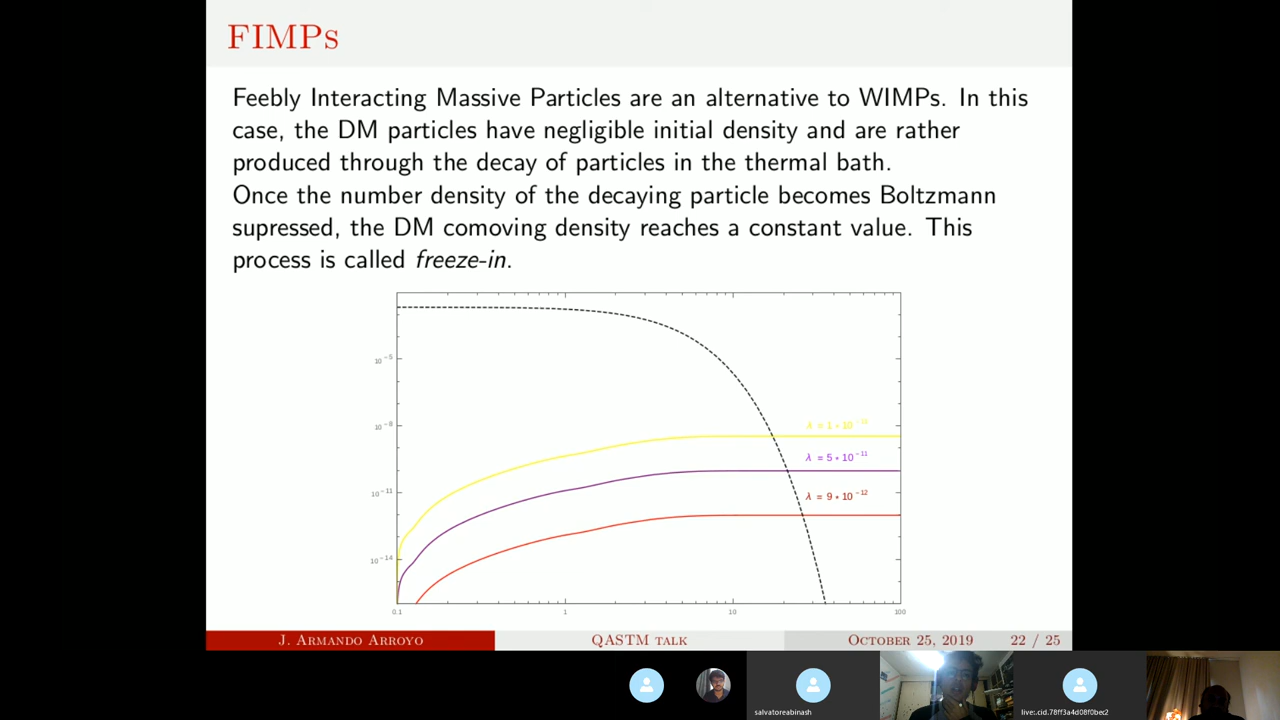 FIMPs
Feebly Interacting Massive Particles are an alternative to WIMPs. In this
case, the DM particles have negligible initial density and are rather
produced through the decay of particles in the thermal bath.
Once the number density of the decaying particle becomes Boltzmann
supressed, the DM comoving density reaches a constant value. This
process is called freeze-in.
10⁻⁵
10⁻⁸
10⁻¹¹
10⁻¹⁴
λ = 5 * 10⁻¹¹
λ = 9 * 10⁻¹²
0.1 1 10 100
J. Armando Arroyo QASTM talk October 25, 2019 22 / 25
salvatoreabinash live:.cid.78ff3a4d08f0bec2